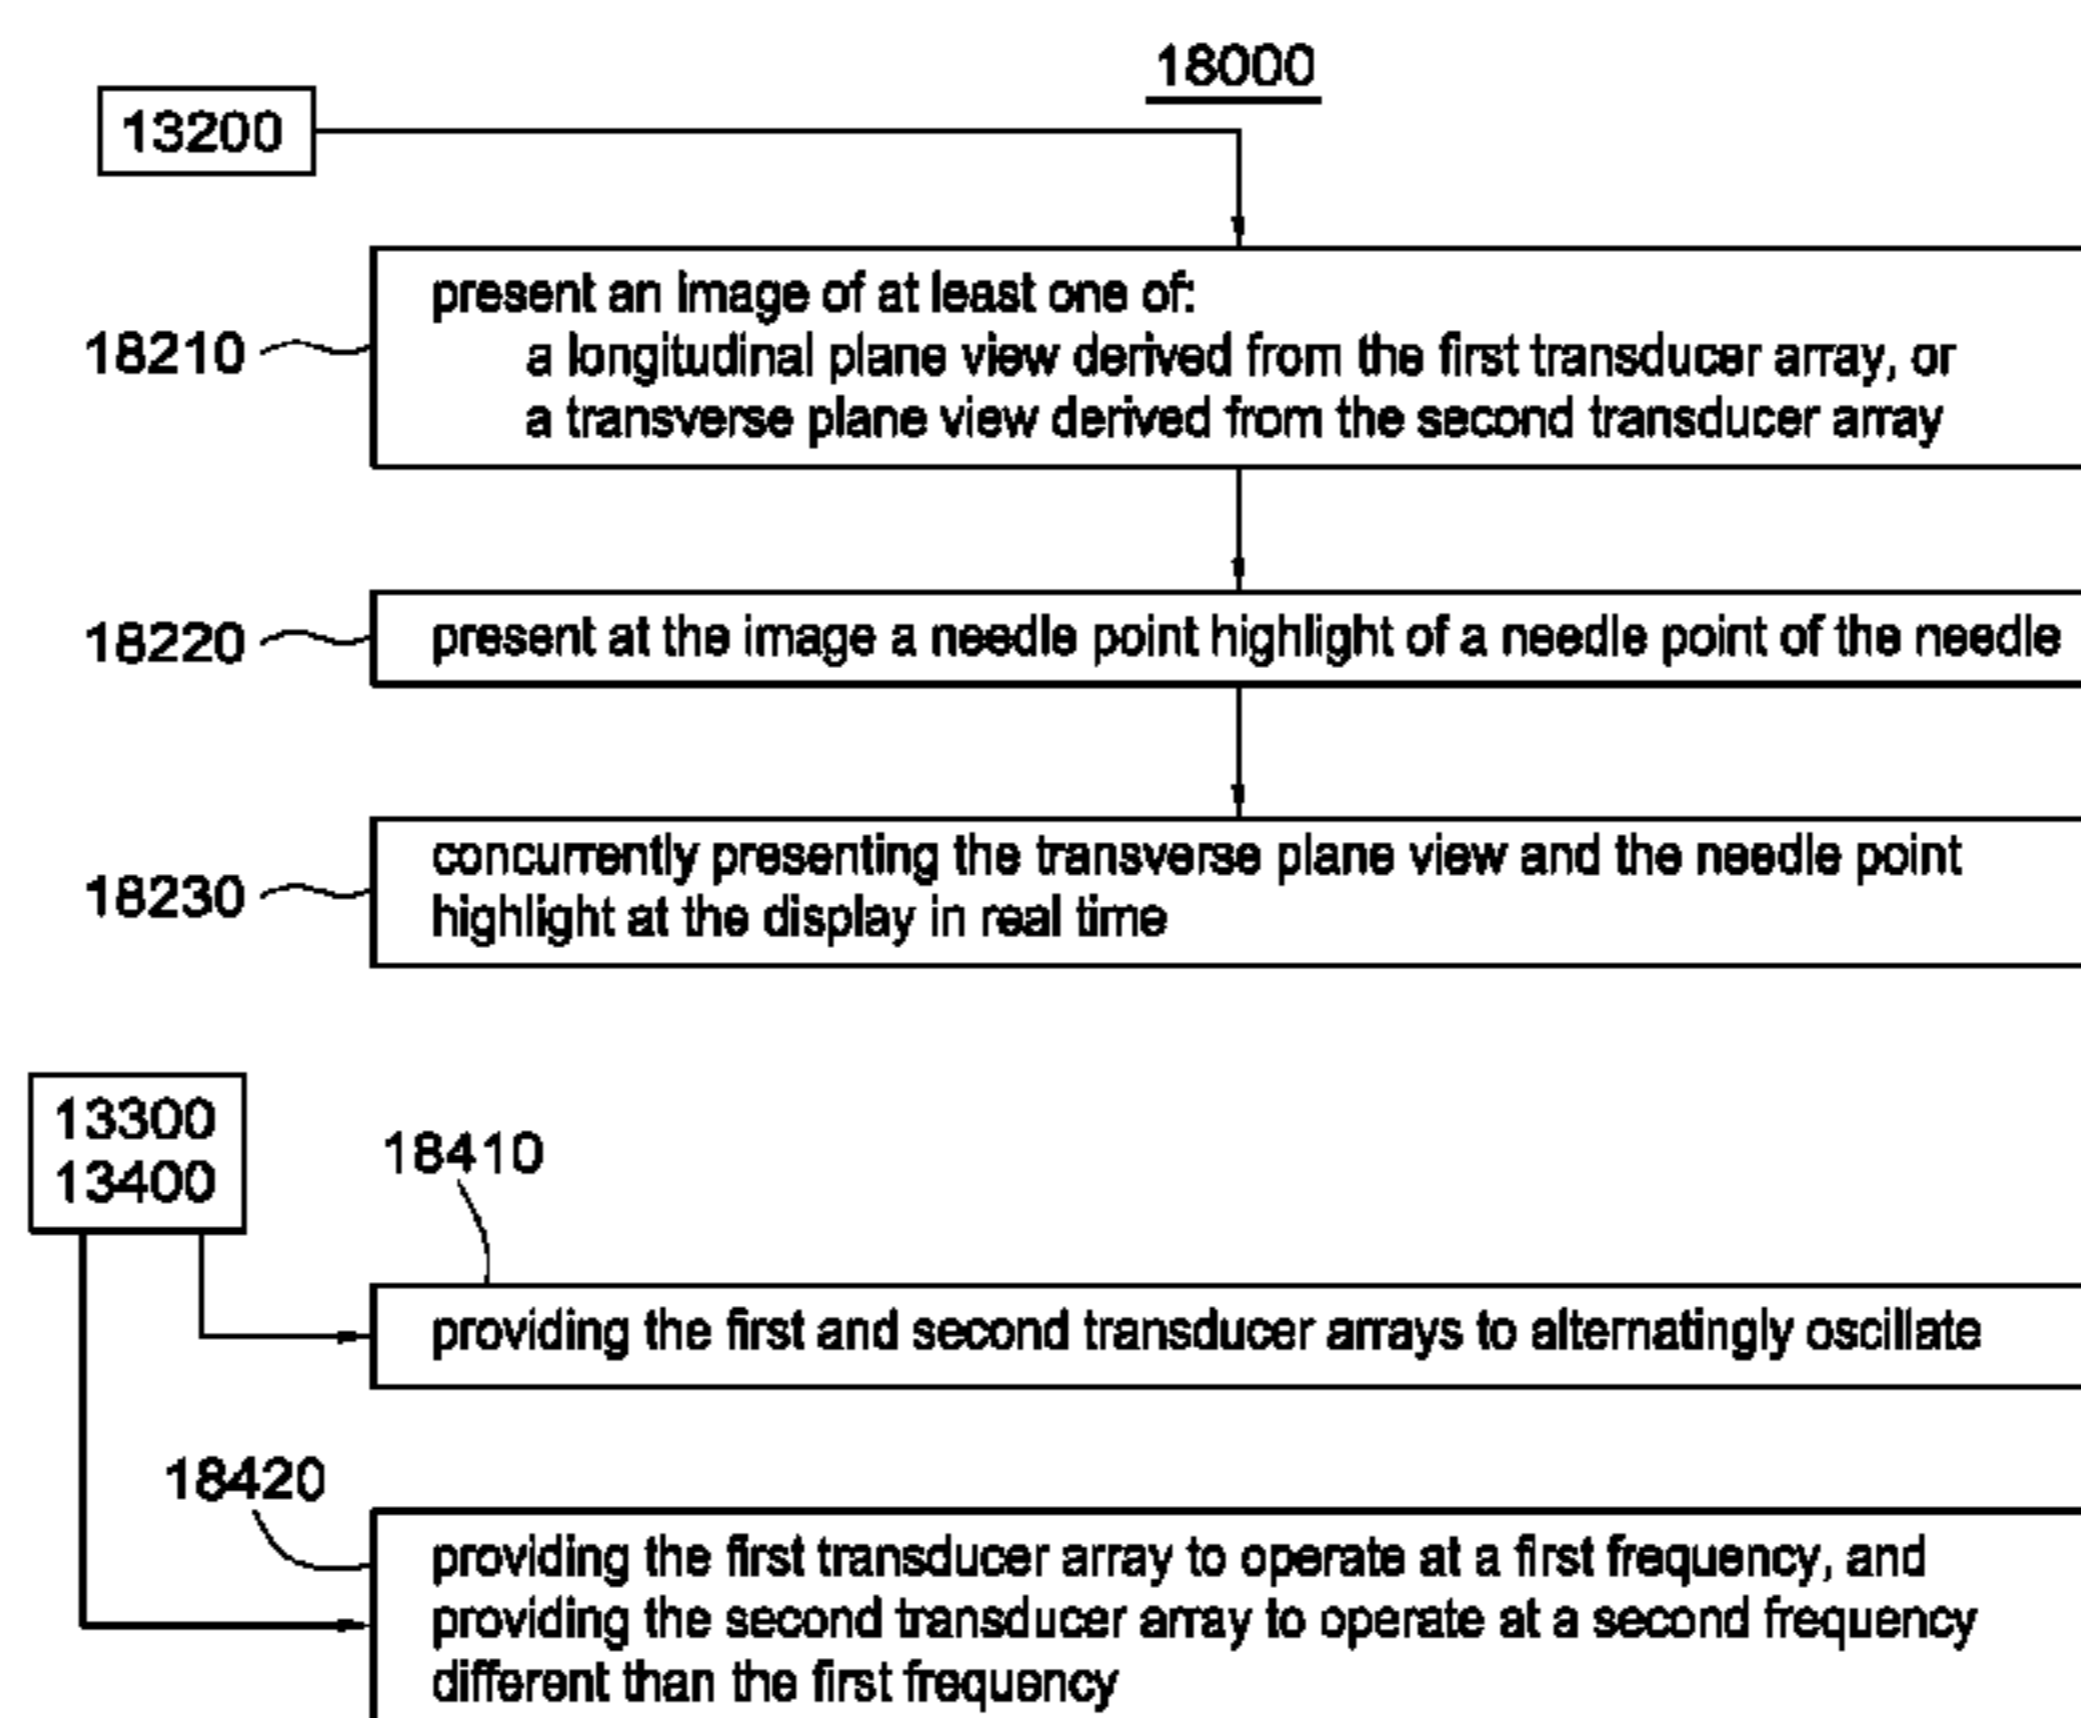 18000
13200
present an image of at least one of:
a longitudinal plane view derived from the first transducer array, or
18210
a transverse plane view derived from the second transducer array
18220
present at the image a needle point highlight of a needle point of the needle
concurrently presenting the transverse plane view and the needle point
18230
highlight at the display in real time
13300
13400
18410
providing the first and second transducer arrays to alternatingly oscillate
18420
providing the first transducer array to operate at a first frequency, and
providing the second transducer array to operate at a second frequency
different than the first frequency